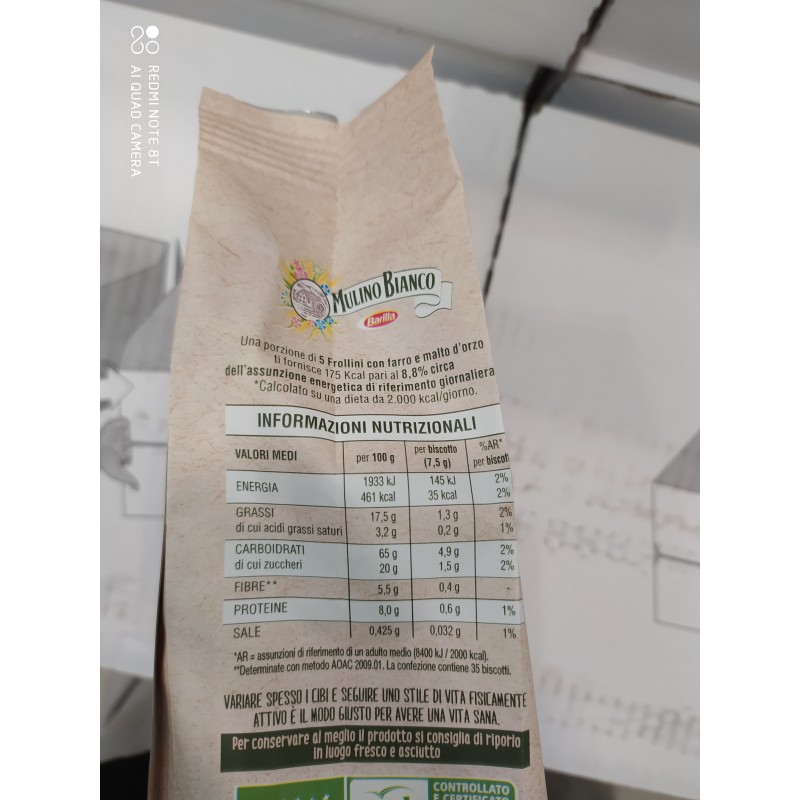 REDMI NOTE 8T
AI QUAD CAMERA
MULINO BIANCO
Barilla
Una porzione di 5 Frollini con farro e malto d'orzo
ti fornisce 175 Kcal pari al 8,8% circa
dell'assunzione energetica di riferimento giornaliera
*Calcolato su una dieta da 2.000 kcal/giorno.
INFORMAZIONI NUTRIZIONALI
VALORI MEDI per 100 g per biscotto (7,5 g) %AR* per biscott
ENERGIA 1933 kJ 145 kJ 2%
461 kcal 35 kcal 2%
GRASSI 17,5 g 1,3 g 2%
di cui acidi grassi saturi 3,2 g 0,2 g 1%
CARBOIDRATI 65 g 4,9 g 2%
di cui zuccheri 20 g 1,5 g 2%
FIBRE** 5,5 g 0,4 g -
PROTEINE 8,0 g 0,6 g 1%
SALE 0,425 g 0,032 g 1%
*AR = assunzioni di riferimento di un adulto medio (8400 kJ / 2000 kcal).
**Determinate con metodo AOAC 2009.01. La confezione contiene 35 biscotti.
VARIARE SPESSO I CIBI E SEGUIRE UNO STILE DI VITA FISICAMENTE
ATTIVO È IL MODO GIUSTO PER AVERE UNA VITA SANA.
Per conservare al meglio il prodotto si consiglia di riporlo
in luogo fresco e asciutto
CONTROLLATO
E CERTIFICATO